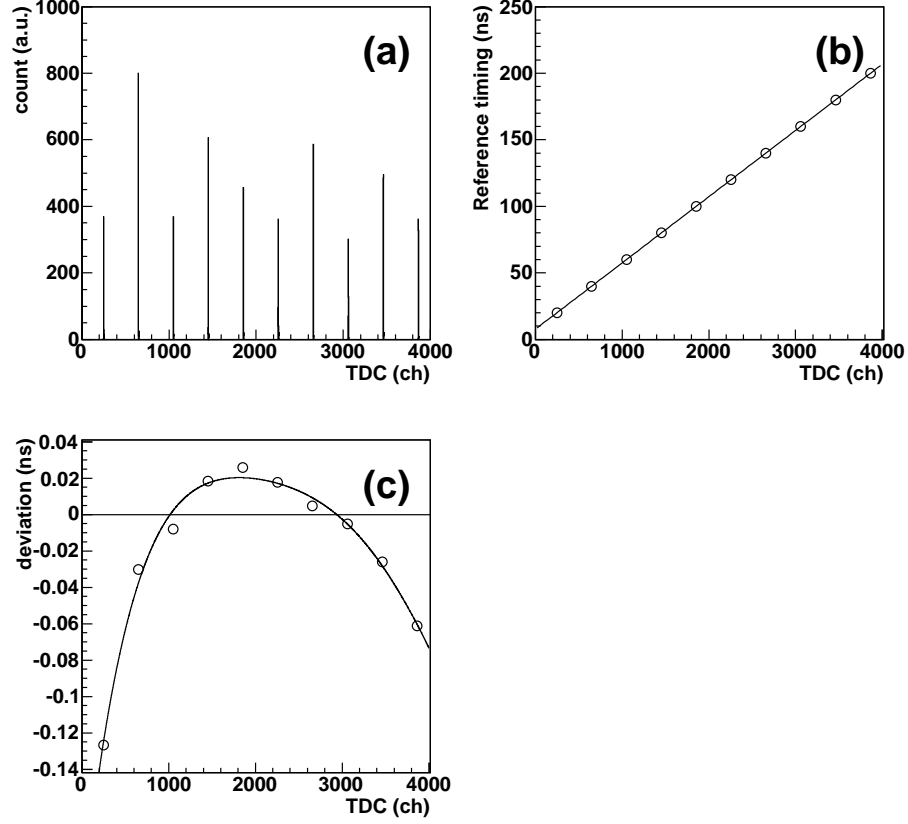 (a)
count (a.u.)
1000
800
600
400
200
0
0 1000 2000 3000 4000
TDC (ch)
(b)
Reference timing (ns)
250
200
150
100
50
0
0 1000 2000 3000 4000
TDC (ch)
(c)
deviation (ns)
0.04
0.02
0
-0.02
-0.04
-0.06
-0.08
-0.1
-0.12
-0.14
0 1000 2000 3000 4000
TDC (ch)